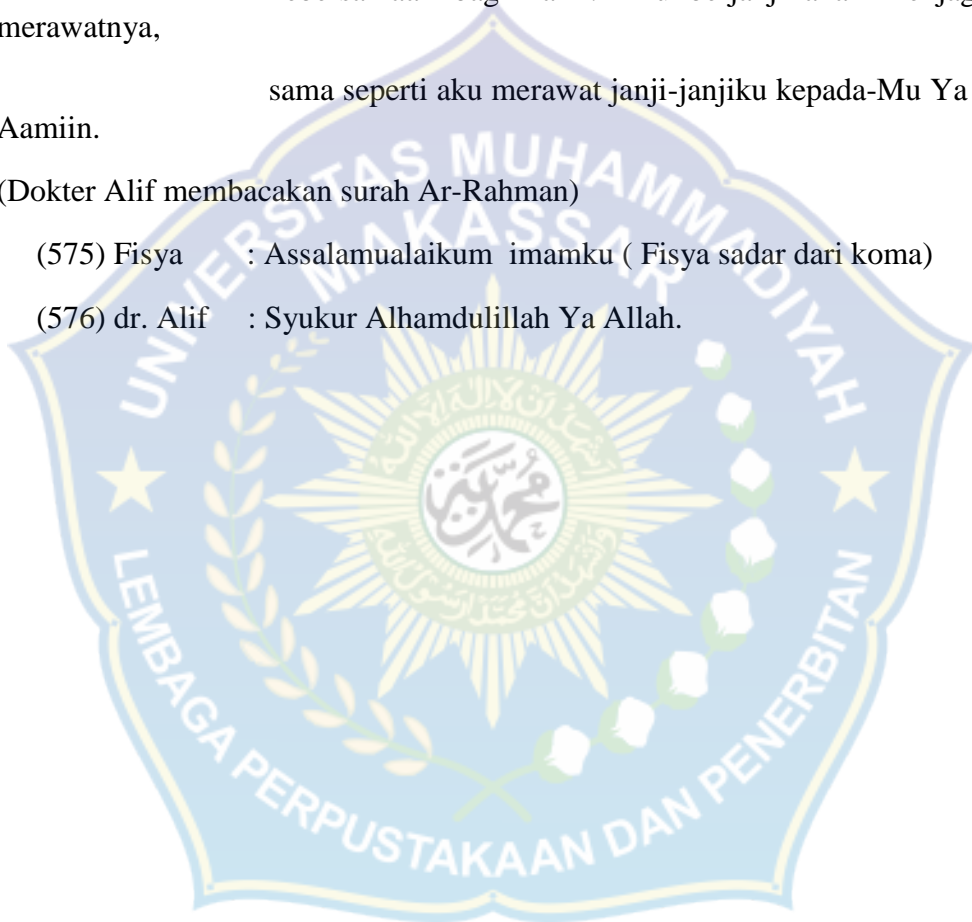 merawatnya,
sama seperti aku merawat janji-janjiku kepada-Mu Ya
Aamiin.
(Dokter Alif membacakan surah Ar-Rahman)
(575) Fisya : Assalamualaikum imamku ( Fisya sadar dari koma)
(576) dr. Alif : Syukur Alhamdulillah Ya Allah.
UNIVERSITAS MUHAMMADIYAH
MAKASSAR
LEMBAGA PERPUSTAKAAN DAN PENERBITAN